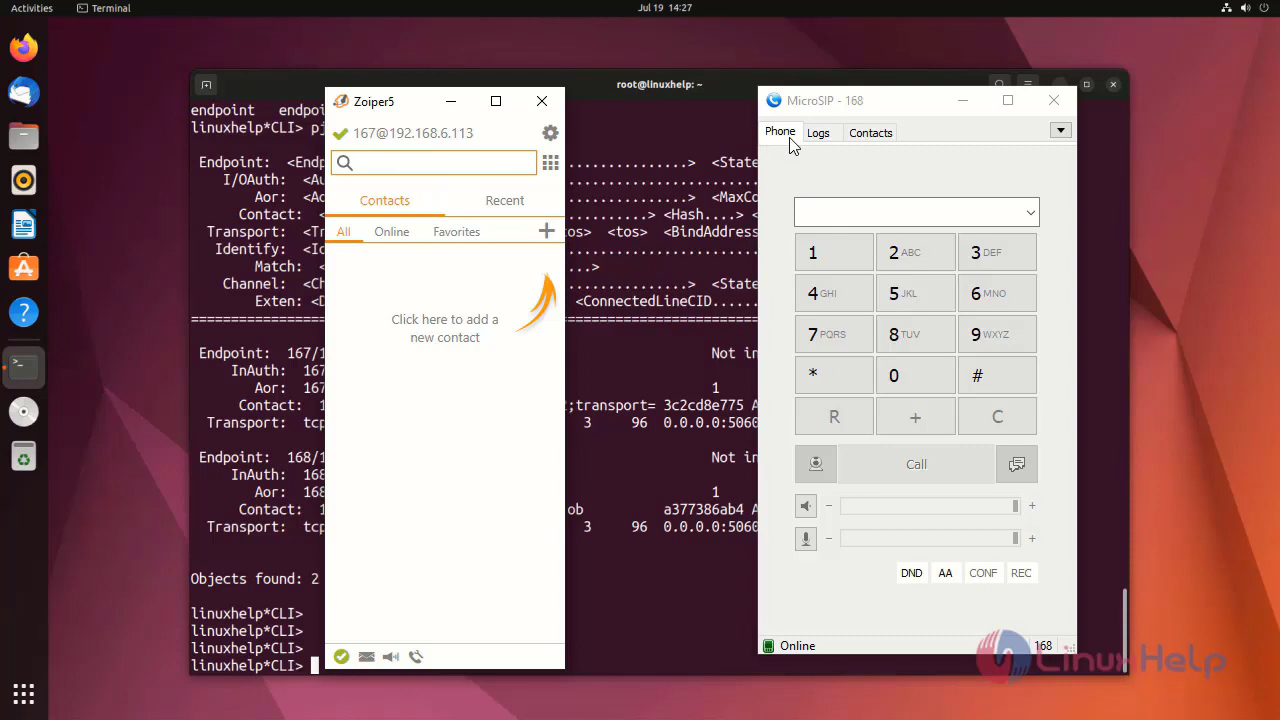 Activities
Terminal
Jul 19 14:27
root@linuxhelp: ~
endpoint endpo
linuxhelp*CLI> pj
Endpoint: <Endp
...............> <State
I/OAuth: <Au
Aor: <Ao
<MaxCo
Contact: <
> <Hash....> <
Transport: <Tr
<tos> <BindAddress
Identify: <Id
Match: <
...>
Channel: <Ch
...............> <State
Exten: <D
<ConnectedLineCID
Endpoint: 167/1
Not in
InAuth: 167
Aor: 167
1
Contact: 1
;transport= 3c2cd8e775 A
Transport: tcp
3 96 0.0.0.0:5060
Endpoint: 168/1
Not in
InAuth: 168
Aor: 168
1
Contact: 1
ob a377386ab4 A
Transport: tcp
3 96 0.0.0.0:5060
Objects found: 2
linuxhelp*CLI>
linuxhelp*CLI>
linuxhelp*CLI>
linuxhelp*CLI>
Zoiper5
167@192.168.6.113
Contacts
Recent
All
Online
Favorites
Click here to add a
new contact
MicroSIP - 168
Phone
Logs
Contacts
1
2 ABC
3 DEF
4 GHI
5 JKL
6 MNO
7 PQRS
8 TUV
9 WXYZ
*
0
#
R
+
C
Call
- +
- +
DND
AA
CONF
REC
Online
168
LinuxHelp